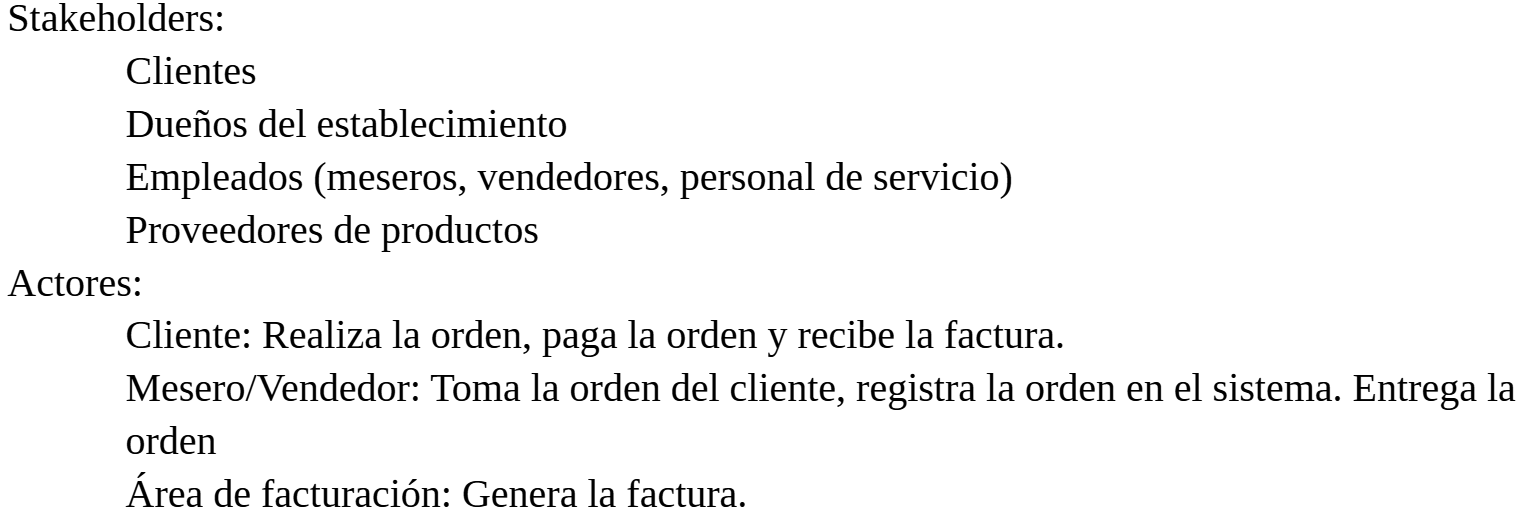 Stakeholders:
Clientes
Dueños del establecimiento
Empleados (meseros, vendedores, personal de servicio)
Proveedores de productos
Actores:
Cliente: Realiza la orden, paga la orden y recibe la factura.
Mesero/Vendedor: Toma la orden del cliente, registra la orden en el sistema. Entrega la
orden
Área de facturación: Genera la factura.